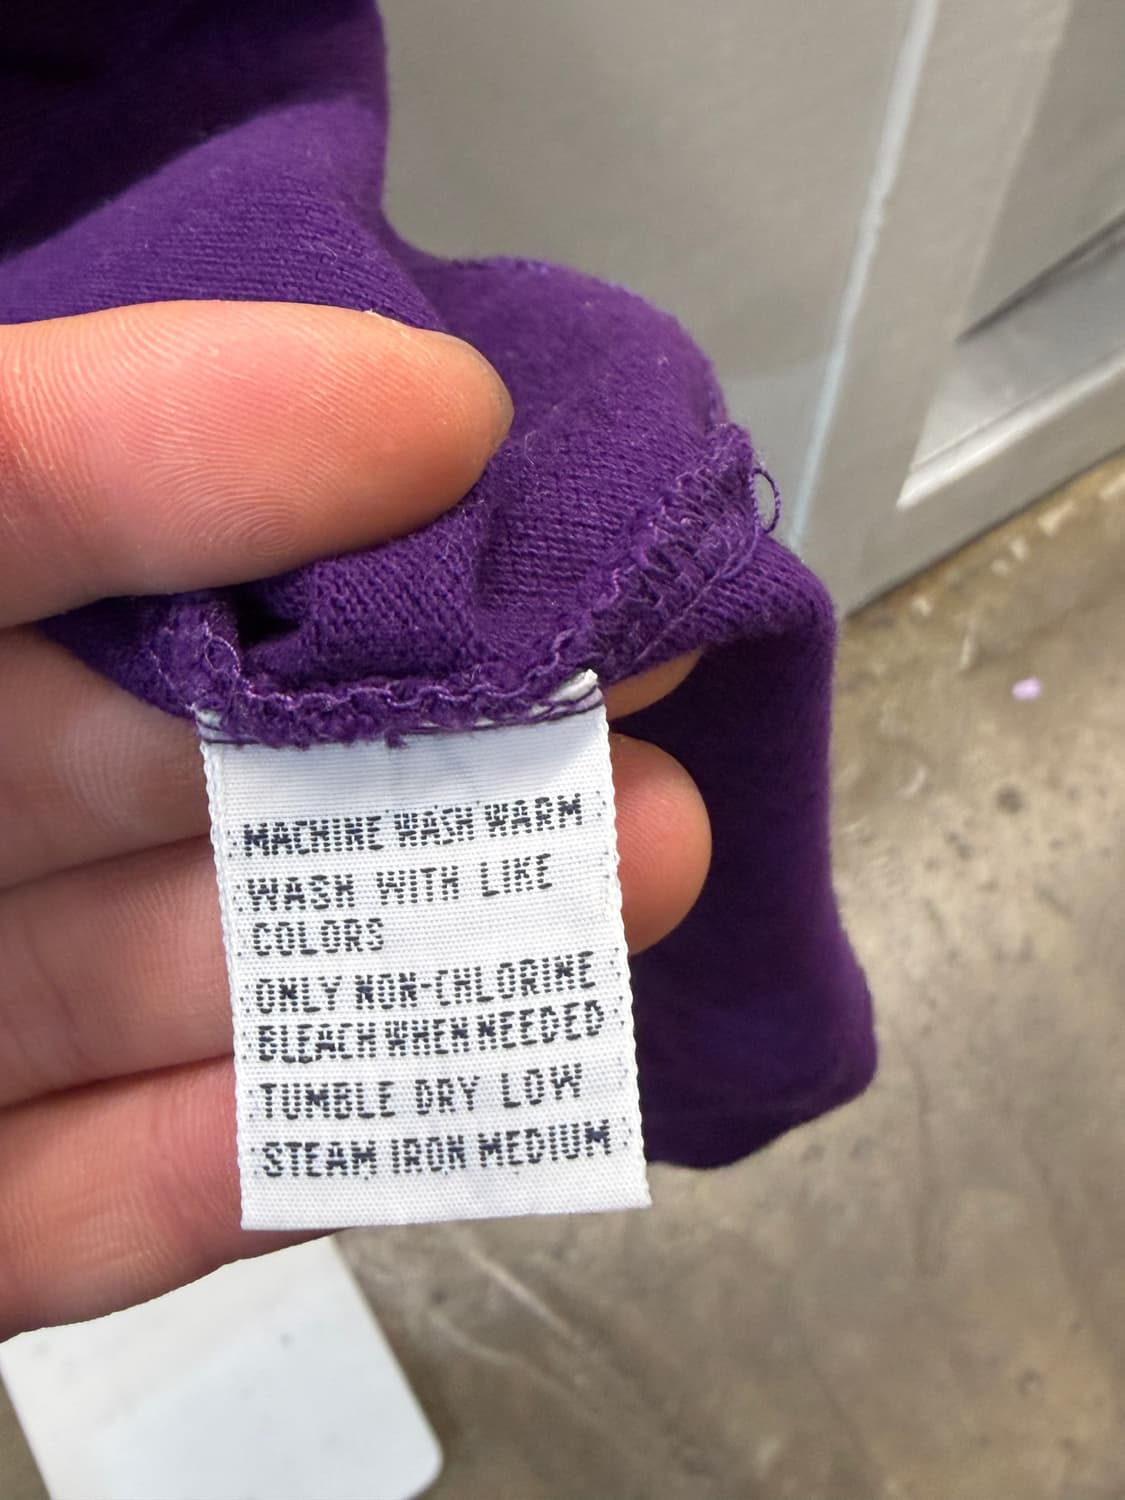 MACHINE WASH WARM
WASH WITH LIKE
COLORS
ONLY NON-CHLORINE
BLEACH WHEN NEEDED
TUMBLE DRY LOW
STEAM IRON MEDIUM